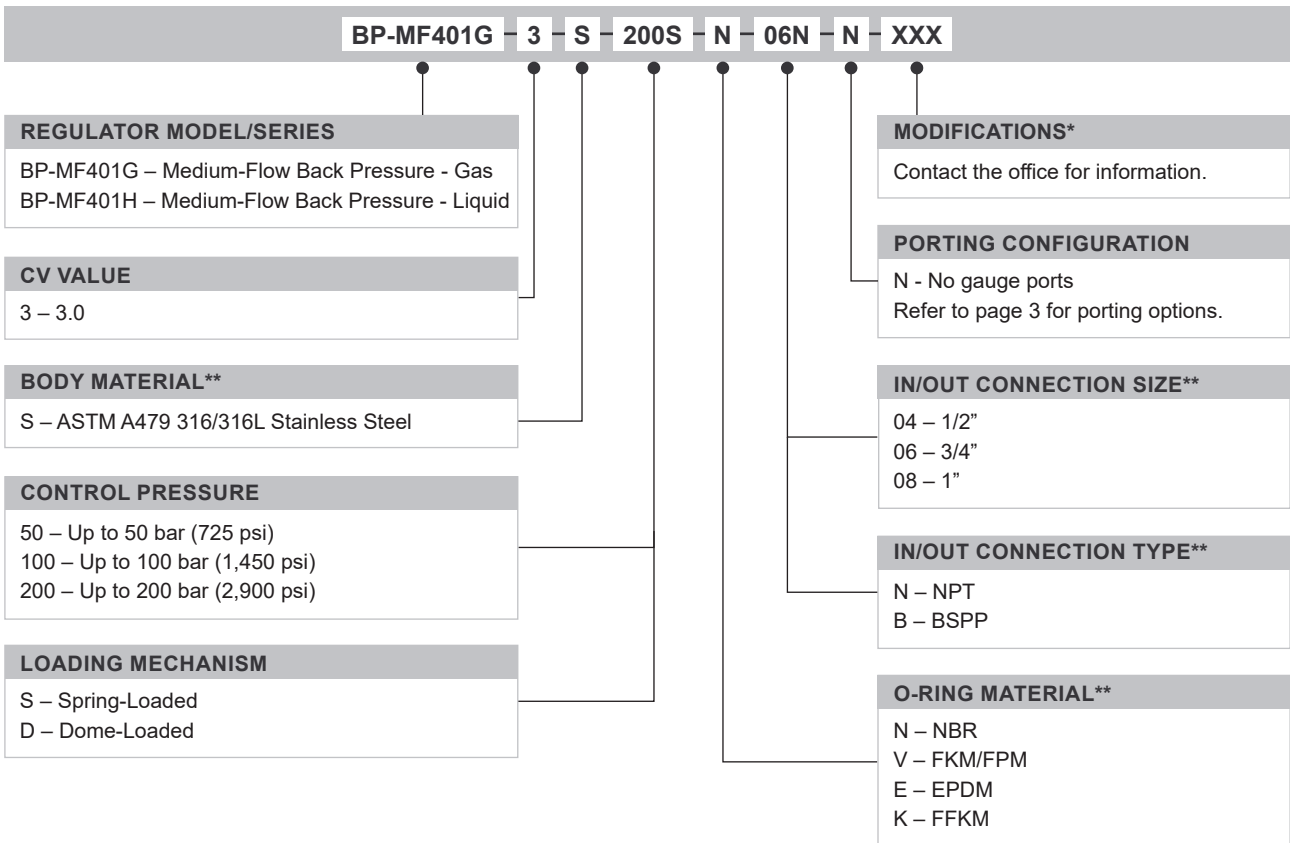 BP-MF401G - 3 - S - 200S - N - 06N - N - XXX
REGULATOR MODEL/SERIES
BP-MF401G – Medium-Flow Back Pressure - Gas
BP-MF401H – Medium-Flow Back Pressure - Liquid
CV VALUE
3 – 3.0
BODY MATERIAL**
S – ASTM A479 316/316L Stainless Steel
CONTROL PRESSURE
50 – Up to 50 bar (725 psi)
100 – Up to 100 bar (1,450 psi)
200 – Up to 200 bar (2,900 psi)
LOADING MECHANISM
S – Spring-Loaded
D – Dome-Loaded
MODIFICATIONS*
Contact the office for information.
PORTING CONFIGURATION
N - No gauge ports
Refer to page 3 for porting options.
IN/OUT CONNECTION SIZE**
04 – 1/2”
06 – 3/4”
08 – 1”
IN/OUT CONNECTION TYPE**
N – NPT
B – BSPP
O-RING MATERIAL**
N – NBR
V – FKM/FPM
E – EPDM
K – FFKM